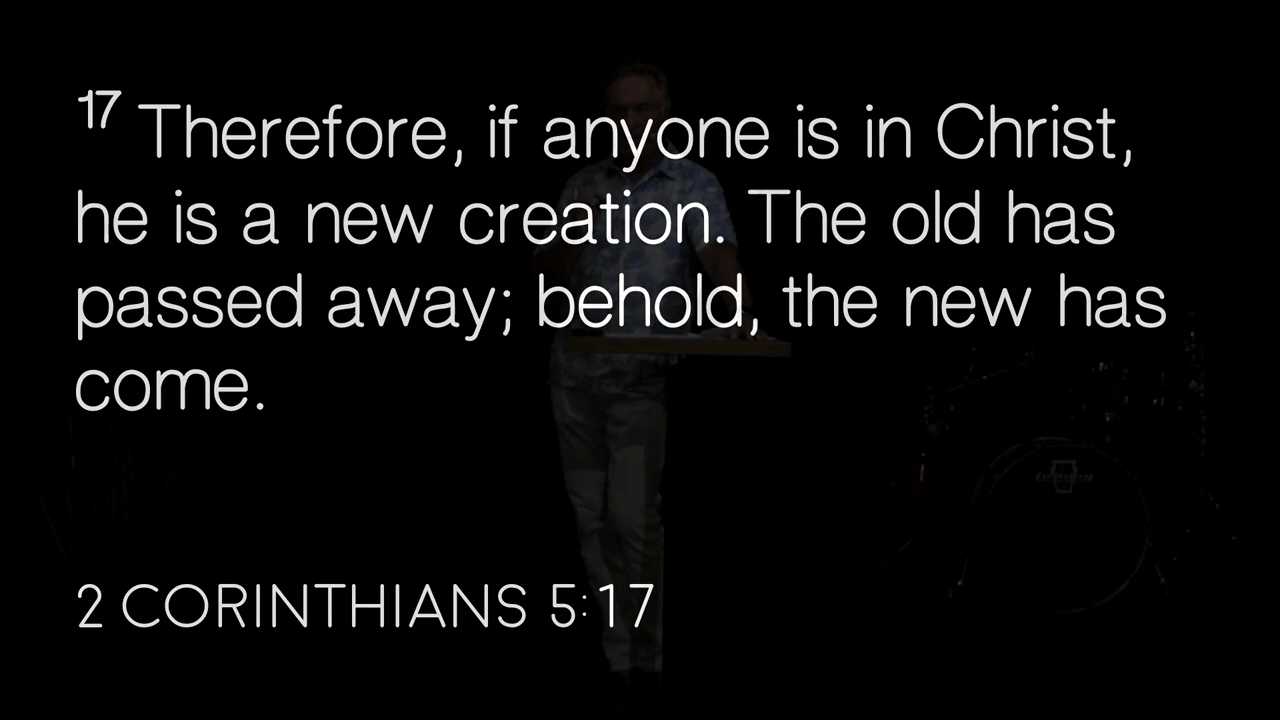 17 Therefore, if anyone is in Christ,
he is a new creation. The old has
passed away; behold, the new has
come.
2 CORINTHIANS 5:17